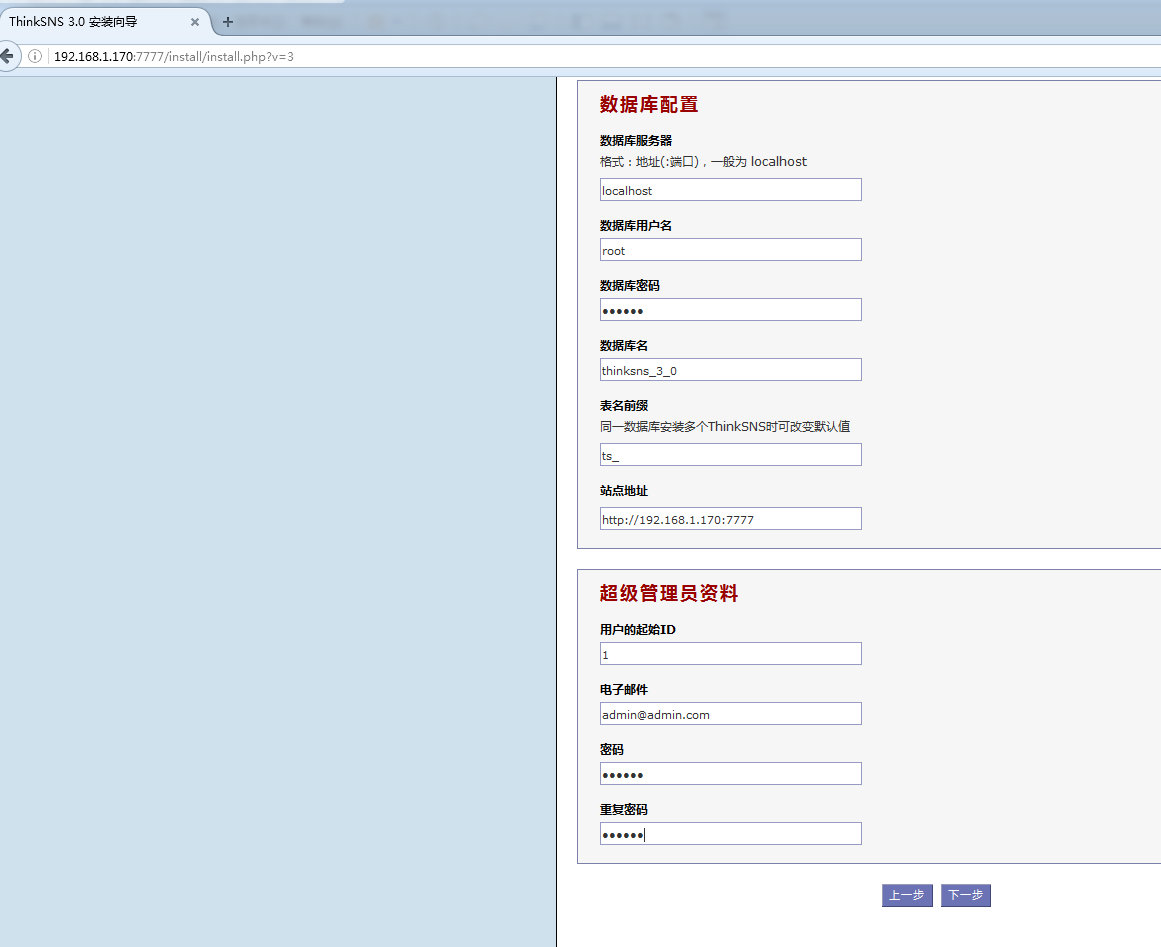 ThinkSNS 3.0 安装向导
192.168.1.170:7777/install/install.php?v=3
数据库配置
数据库服务器
格式：地址(:端口)，一般为 localhost
localhost
数据库用户名
root
数据库密码
••••••
数据库名
thinksns_3_0
表名前缀
同一数据库安装多个ThinkSNS时可改变默认值
ts_
站点地址
http://192.168.1.170:7777
超级管理员资料
用户的起始ID
1
电子邮件
admin@admin.com
密码
••••••
重复密码
••••••
上一步 下一步